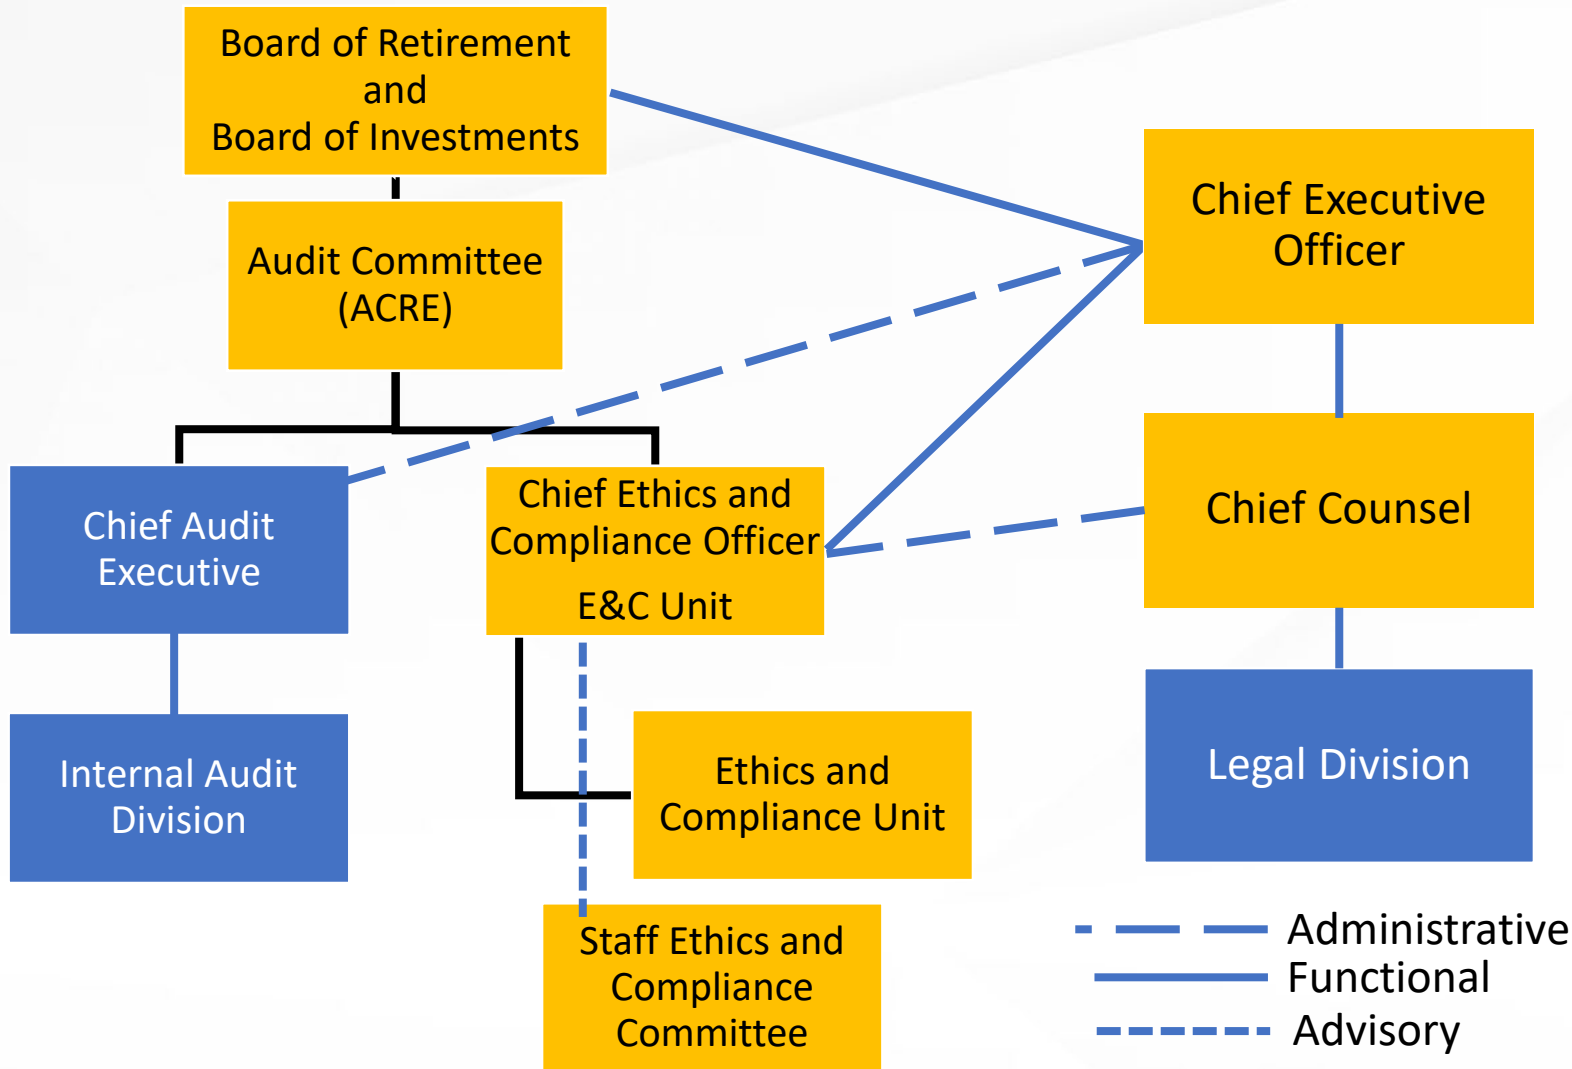 Board of Retirement
and
Board of Investments
Audit Committee
(ACRE)
Chief Executive
Officer
Chief Audit
Executive
Chief Ethics and
Compliance Officer
E&C Unit
Chief Counsel
Internal Audit
Division
Ethics and
Compliance Unit
Legal Division
Staff Ethics and
Compliance
Committee
Administrative
Functional
Advisory